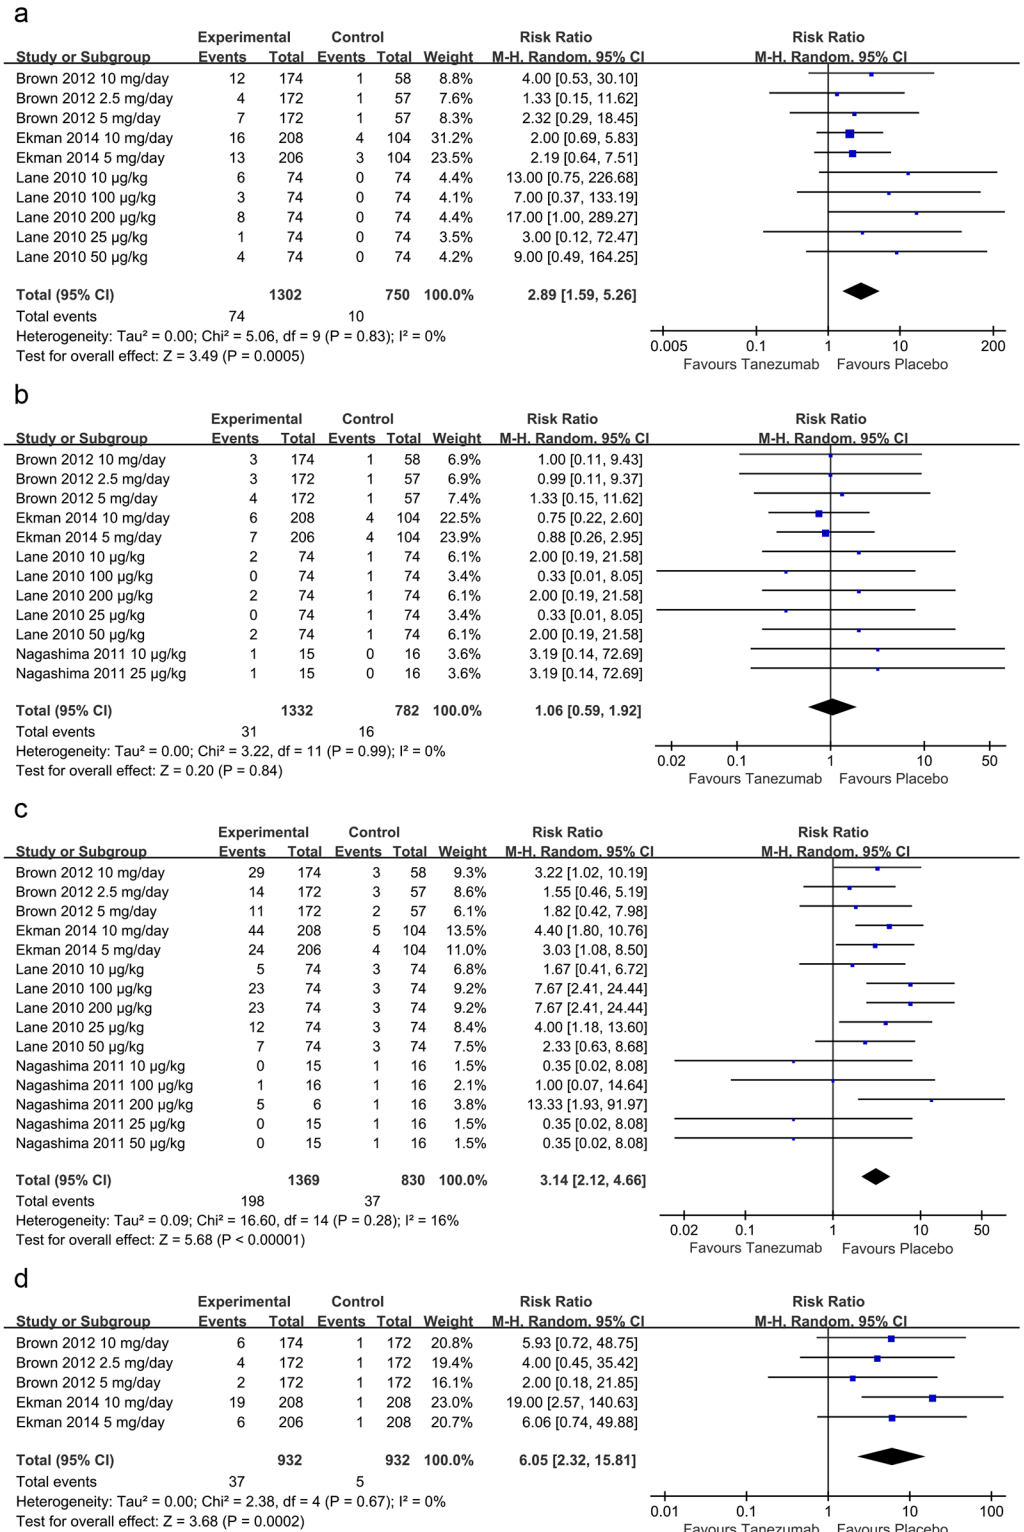 a
Experimental Control Risk Ratio Risk Ratio
Study or Subgroup Events Total Events Total Weight M-H. Random. 95% CI M-H. Random. 95% CI
Brown 2012 10 mg/day 12 174 1 58 8.8% 4.00 [0.53, 30.10]
Brown 2012 2.5 mg/day 4 172 1 57 7.6% 1.33 [0.15, 11.62]
Brown 2012 5 mg/day 7 172 1 57 8.3% 2.32 [0.29, 18.45]
Ekman 2014 10 mg/day 16 208 4 104 31.2% 2.00 [0.69, 5.83]
Ekman 2014 5 mg/day 13 206 3 104 23.5% 2.19 [0.64, 7.51]
Lane 2010 10 µg/kg 6 74 0 74 4.4% 13.00 [0.75, 226.68]
Lane 2010 100 µg/kg 3 74 0 74 4.1% 7.00 [0.37, 133.19]
Lane 2010 200 µg/kg 8 74 0 74 4.4% 17.00 [1.00, 289.27]
Lane 2010 25 µg/kg 1 74 0 74 3.5% 3.00 [0.12, 72.47]
Lane 2010 50 µg/kg 4 74 0 74 4.2% 9.00 [0.49, 164.25]
Total (95% CI) 1302 750 100.0% 2.89 [1.59, 5.26]
Total events 74 10
Heterogeneity: Tau² = 0.00; Chi² = 5.06, df = 9 (P = 0.83); I² = 0%
Test for overall effect: Z = 3.49 (P = 0.0005)
0.005 0.1 1 10 200
Favours Tanezumab Favours Placebo
b
Experimental Control Risk Ratio Risk Ratio
Study or Subgroup Events Total Events Total Weight M-H. Random. 95% CI M-H. Random. 95% CI
Brown 2012 10 mg/day 3 174 1 58 6.9% 1.00 [0.11, 9.43]
Brown 2012 2.5 mg/day 3 172 1 57 6.9% 0.99 [0.11, 9.37]
Brown 2012 5 mg/day 4 172 1 57 7.4% 1.33 [0.15, 11.62]
Ekman 2014 10 mg/day 6 208 4 104 22.5% 0.75 [0.22, 2.60]
Ekman 2014 5 mg/day 7 206 4 104 23.9% 0.88 [0.26, 2.95]
Lane 2010 10 µg/kg 2 74 1 74 6.1% 2.00 [0.19, 21.58]
Lane 2010 100 µg/kg 0 74 1 74 3.4% 0.33 [0.01, 8.05]
Lane 2010 200 µg/kg 2 74 1 74 6.1% 2.00 [0.19, 21.58]
Lane 2010 25 µg/kg 0 74 1 74 3.4% 0.33 [0.01, 8.05]
Lane 2010 50 µg/kg 2 74 1 74 6.1% 2.00 [0.19, 21.58]
Nagashima 2011 10 µg/kg 1 15 0 16 3.6% 3.19 [0.14, 72.69]
Nagashima 2011 25 µg/kg 1 15 0 16 3.6% 3.19 [0.14, 72.69]
Total (95% CI) 1332 782 100.0% 1.06 [0.59, 1.92]
Total events 31 16
Heterogeneity: Tau² = 0.00; Chi² = 3.22, df = 11 (P = 0.99); I² = 0%
Test for overall effect: Z = 0.20 (P = 0.84)
0.02 0.1 1 10 50
Favours Tanezumab Favours Placebo
c
Experimental Control Risk Ratio Risk Ratio
Study or Subgroup Events Total Events Total Weight M-H. Random. 95% CI M-H. Random. 95% CI
Brown 2012 10 mg/day 29 174 3 58 9.3% 3.22 [1.02, 10.19]
Brown 2012 2.5 mg/day 14 172 3 57 8.6% 1.55 [0.46, 5.19]
Brown 2012 5 mg/day 11 172 2 57 6.1% 1.82 [0.42, 7.98]
Ekman 2014 10 mg/day 44 208 5 104 13.5% 4.40 [1.80, 10.76]
Ekman 2014 5 mg/day 24 206 4 104 11.0% 3.03 [1.08, 8.50]
Lane 2010 10 µg/kg 5 74 3 74 6.8% 1.67 [0.41, 6.72]
Lane 2010 100 µg/kg 23 74 3 74 9.2% 7.67 [2.41, 24.44]
Lane 2010 200 µg/kg 23 74 3 74 9.2% 7.67 [2.41, 24.44]
Lane 2010 25 µg/kg 12 74 3 74 8.4% 4.00 [1.18, 13.60]
Lane 2010 50 µg/kg 7 74 3 74 7.5% 2.33 [0.63, 8.68]
Nagashima 2011 10 µg/kg 0 15 1 16 1.5% 0.35 [0.02, 8.08]
Nagashima 2011 100 µg/kg 1 16 1 16 2.1% 1.00 [0.07, 14.64]
Nagashima 2011 200 µg/kg 5 6 1 16 3.8% 13.33 [1.93, 91.97]
Nagashima 2011 25 µg/kg 0 15 1 16 1.5% 0.35 [0.02, 8.08]
Nagashima 2011 50 µg/kg 0 15 1 16 1.5% 0.35 [0.02, 8.08]
Total (95% CI) 1369 830 100.0% 3.14 [2.12, 4.66]
Total events 198 37
Heterogeneity: Tau² = 0.09; Chi² = 16.60, df = 14 (P = 0.28); I² = 16%
Test for overall effect: Z = 5.68 (P < 0.00001)
0.02 0.1 1 10 50
Favours Tanezumab Favours Placebo
d
Experimental Control Risk Ratio Risk Ratio
Study or Subgroup Events Total Events Total Weight M-H. Random. 95% CI M-H. Random. 95% CI
Brown 2012 10 mg/day 6 174 1 172 20.8% 5.93 [0.72, 48.75]
Brown 2012 2.5 mg/day 4 172 1 172 19.4% 4.00 [0.45, 35.42]
Brown 2012 5 mg/day 2 172 1 172 16.1% 2.00 [0.18, 21.85]
Ekman 2014 10 mg/day 19 208 1 208 23.0% 19.00 [2.57, 140.63]
Ekman 2014 5 mg/day 6 206 1 208 20.7% 6.06 [0.74, 49.88]
Total (95% CI) 932 932 100.0% 6.05 [2.32, 15.81]
Total events 37 5
Heterogeneity: Tau² = 0.00; Chi² = 2.38, df = 4 (P = 0.67); I² = 0%
Test for overall effect: Z = 3.68 (P = 0.0002)
0.01 0.1 1 10 100
Favours Tanezumab Favours Placebo